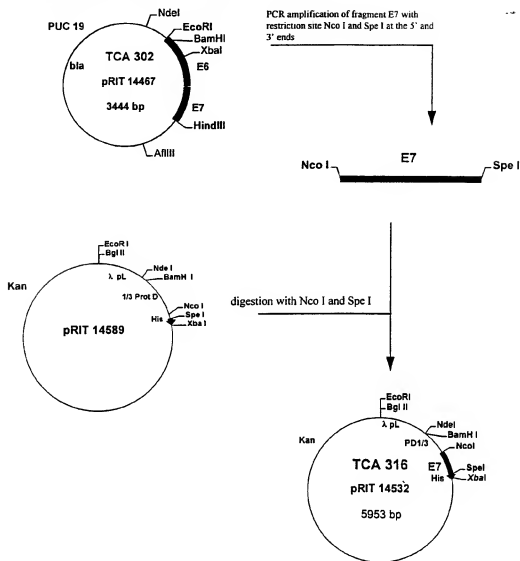 PUC 19
NdeI
EcoRI
BamHI
XbaI
bla
TCA 302
E6
pRIT 14467
E7
3444 bp
HindIII
AflIII
PCR amplification of fragment E7 with
restriction site Nco I and Spe I at the 5' and
3' ends
Nco I
E7
Spe I
EcoR I
Bgl II
Kan
λ pL
Nde I
BamH I
1/3 Prot D
Nco I
Spe I
His
Xba I
pRIT 14589
digestion with Nco I and Spe I
EcoRI
Bgl II
Kan
λ pL
NdeI
BamH I
PD1/3
NcoI
TCA 316
E7
SpeI
His
XbaI
pRIT 14532
5953 bp